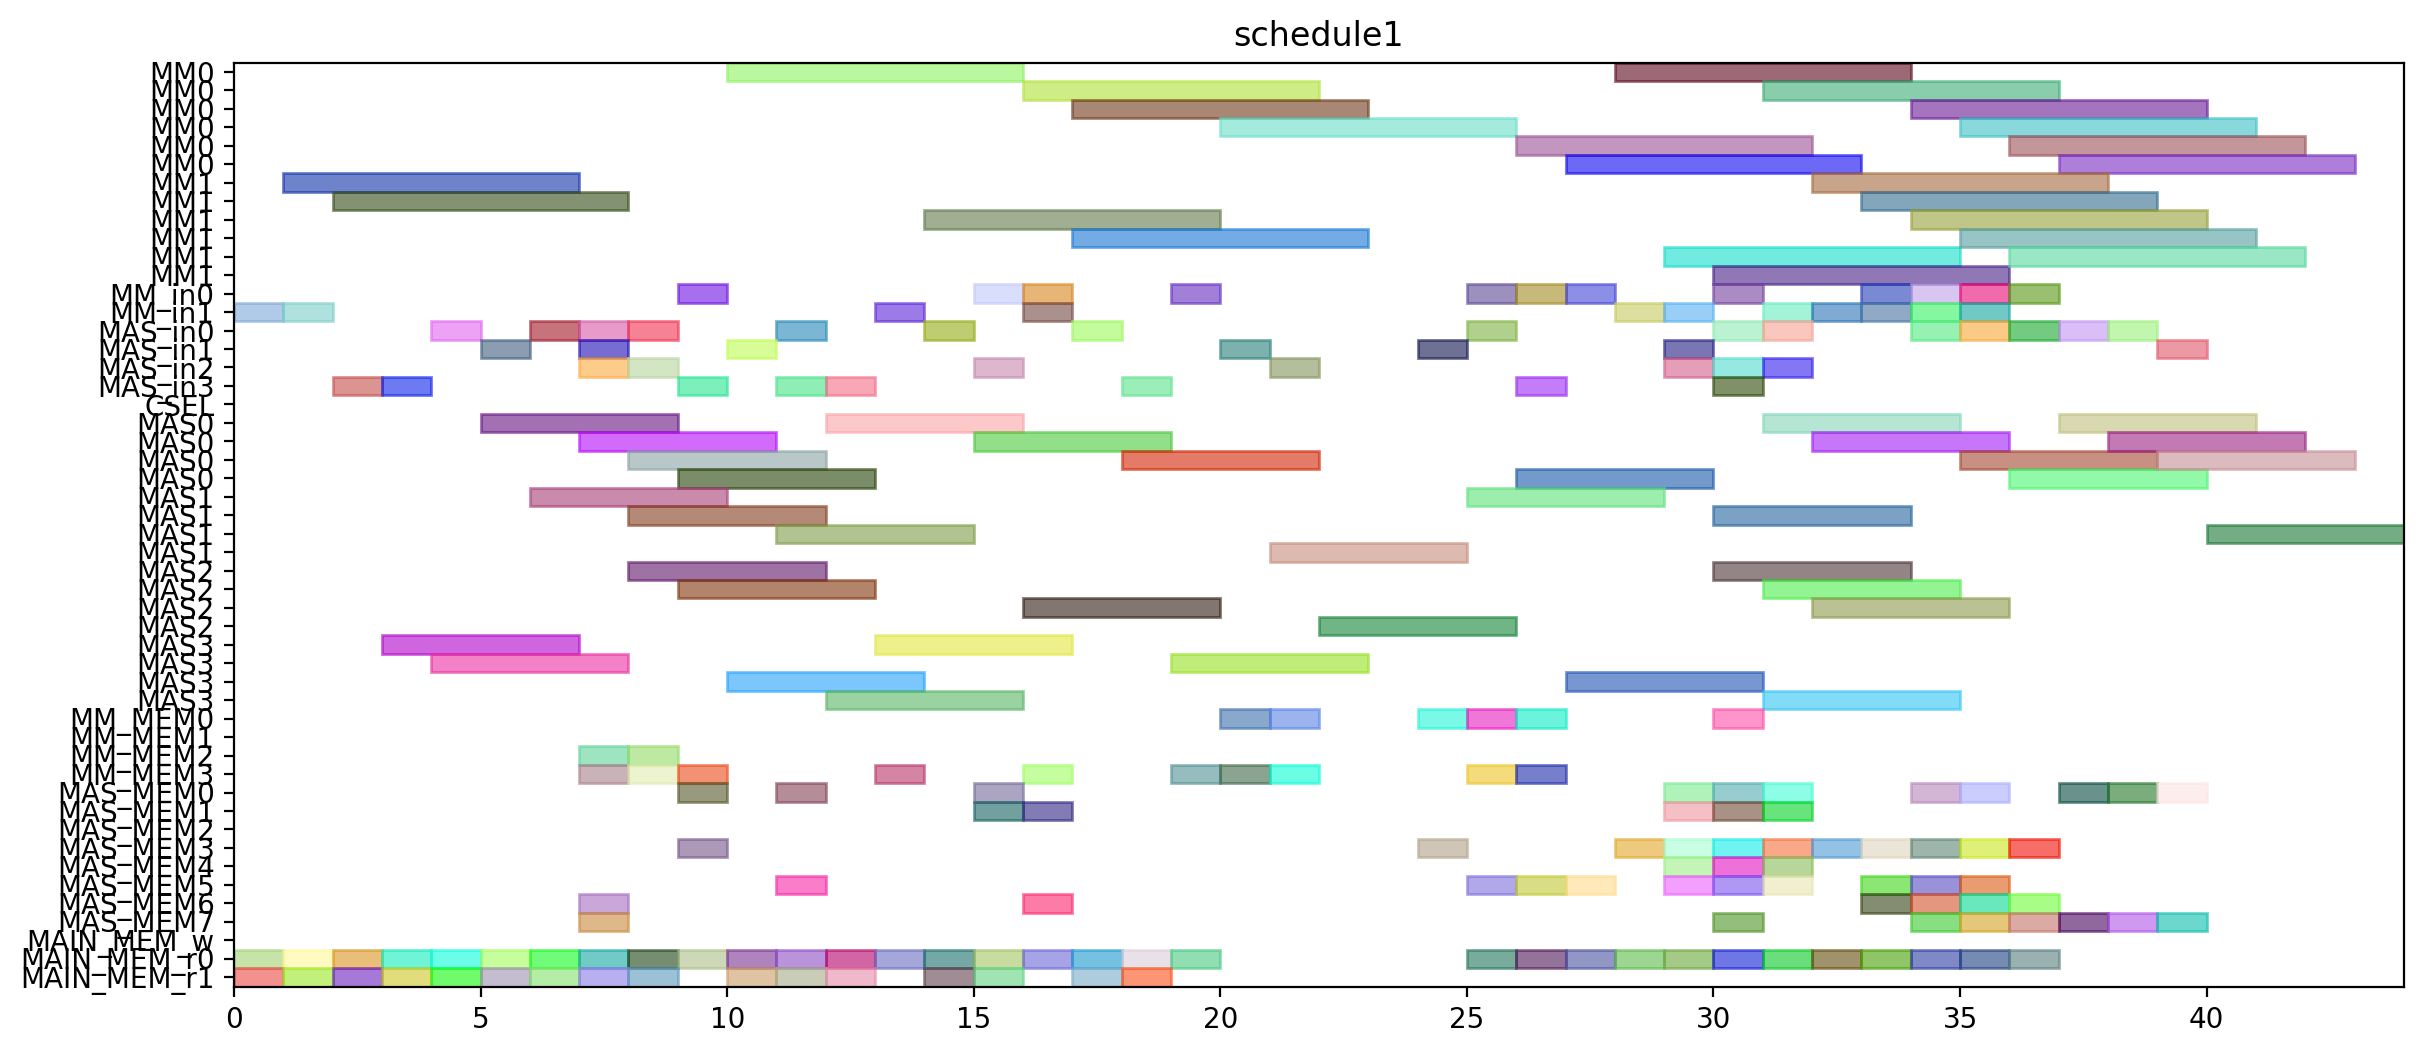 schedule1
MM0
MM0
MM0
MM0
MM0
MM0
MM1
MM1
MM1
MM1
MM1
MM1
MM_in0
MM_in1
MAS_in0
MAS_in1
MAS_in2
MAS_in3
CSEL
MAS0
MAS0
MAS0
MAS0
MAS1
MAS1
MAS1
MAS1
MAS2
MAS2
MAS2
MAS2
MAS3
MAS3
MAS3
MAS3
MM_MEM0
MM_MEM1
MM_MEM2
MM_MEM3
MAS_MEM0
MAS_MEM1
MAS_MEM2
MAS_MEM3
MAS_MEM4
MAS_MEM5
MAS_MEM6
MAS_MEM7
MAIN_MEM_w
MAIN_MEM_r0
MAIN_MEM_r1
0 5 10 15 20 25 30 35 40